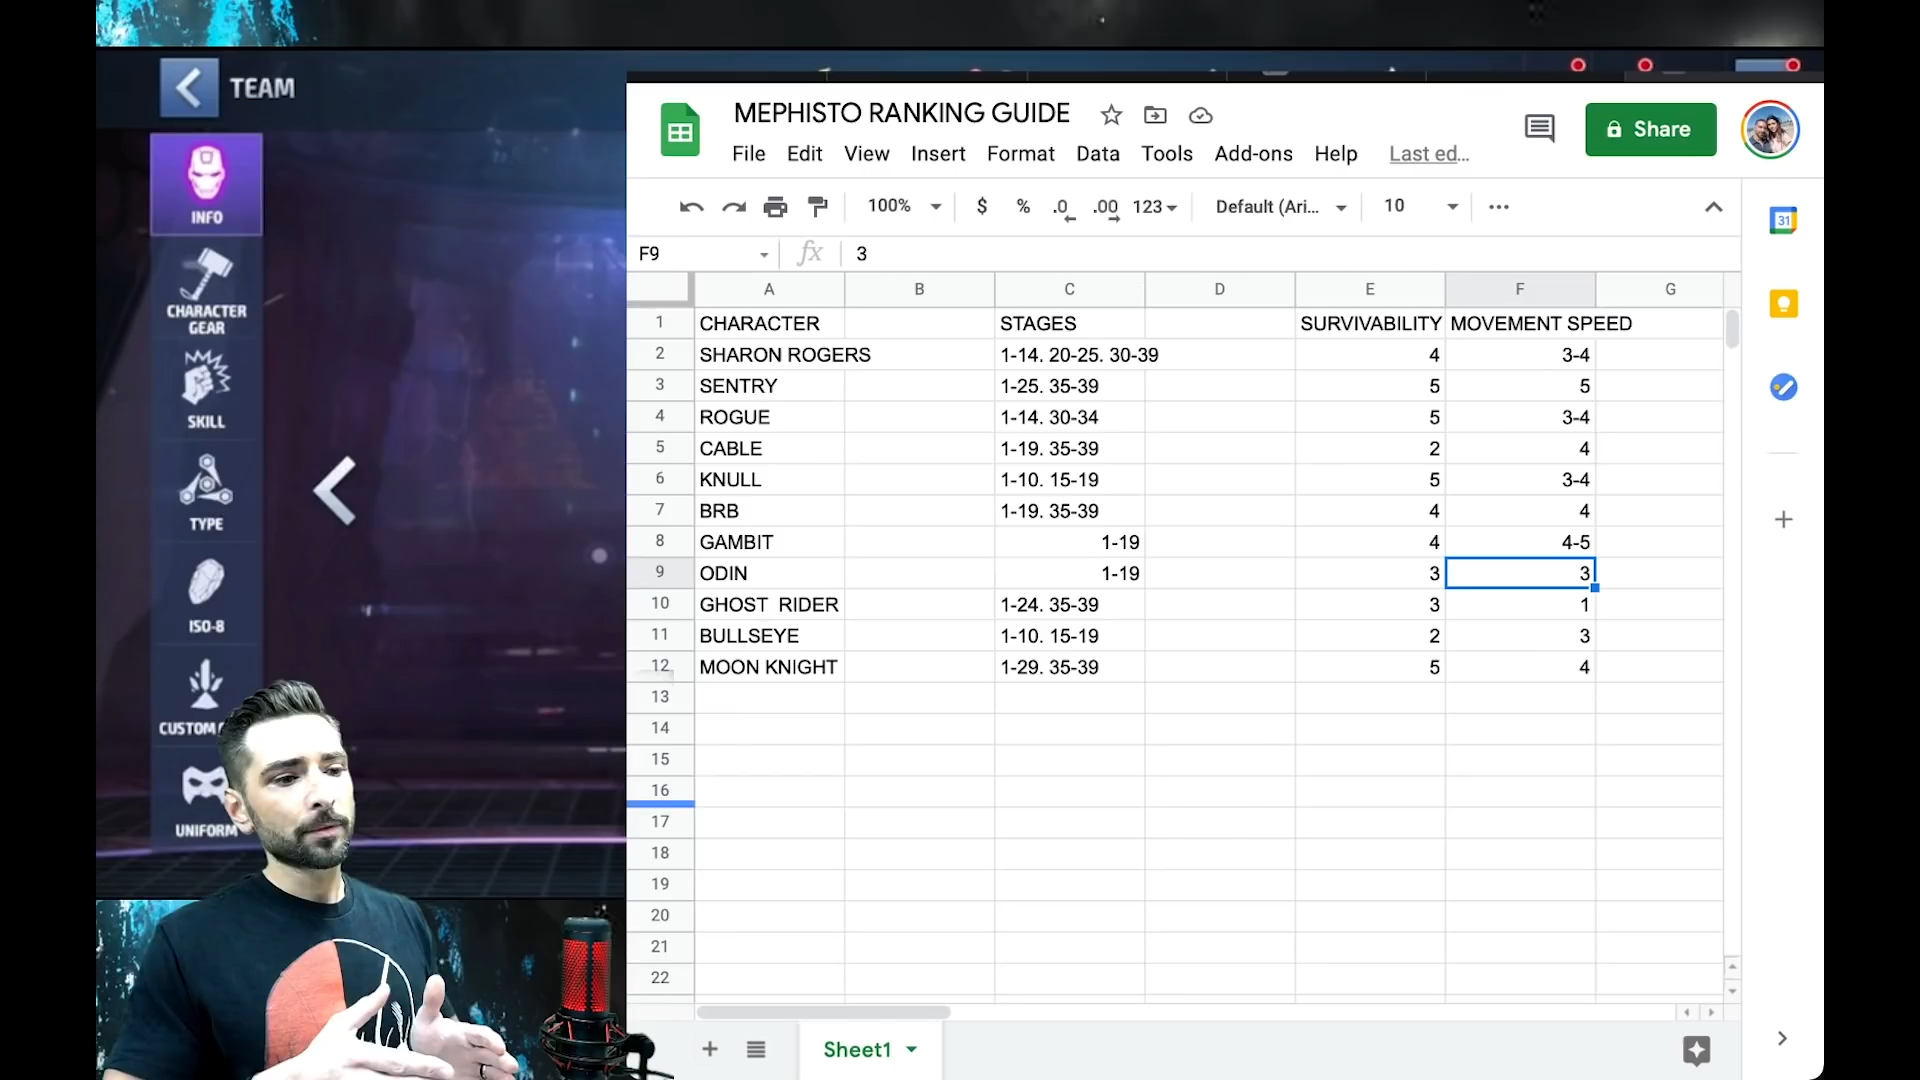 TEAM
INFO
CHARACTER
GEAR
SKILL
TYPE
ISO-8
CUSTOM
UNIFORM
MEPHISTO RANKING GUIDE
Share
File Edit View Insert Format Data Tools Add-ons Help Last ed...
100% $ % .0 .00 123 Default (Ari... 10
F9 fx 3
31
A B C D E F G
1 CHARACTER STAGES SURVIVABILITY MOVEMENT SPEED
2 SHARON ROGERS 1-14. 20-25. 30-39 4 3-4
3 SENTRY 1-25. 35-39 5 5
4 ROGUE 1-14. 30-34 5 3-4
5 CABLE 1-19. 35-39 2 4
6 KNULL 1-10. 15-19 5 3-4
7 BRB 1-19. 35-39 4 4
8 GAMBIT 1-19 4 4-5
9 ODIN 1-19 3 3
10 GHOST RIDER 1-24. 35-39 3 1
11 BULLSEYE 1-10. 15-19 2 3
12 MOON KNIGHT 1-29. 35-39 5 4
13
14
15
16
17
18
19
20
21
22
Sheet1